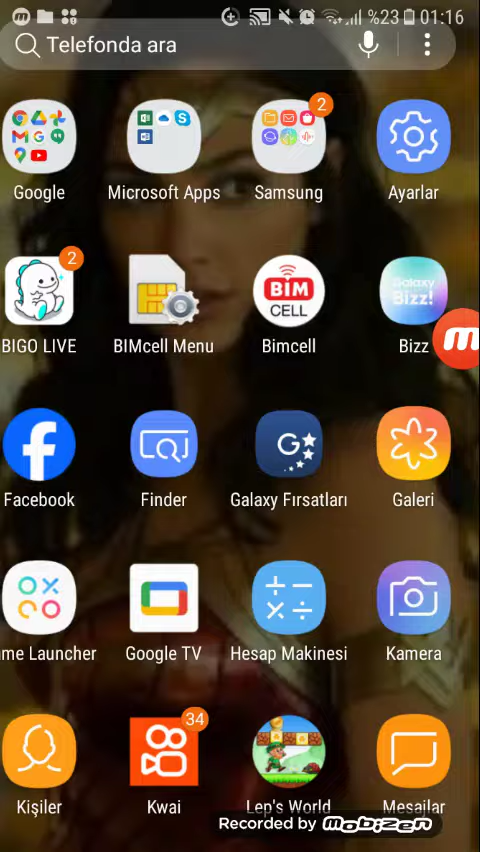 %23 01:16
Telefonda ara
2
Google Microsoft Apps Samsung Ayarlar
2
BIM
CELL
Galaxy
Bizz!
BIGO LIVE BIMcell Menu Bimcell Bizz
G
Facebook Finder Galaxy Fırsatları Galeri
me Launcher Google TV Hesap Makinesi Kamera
34
Kişiler Kwai Lep's World Mesajlar
Recorded by Mobizen